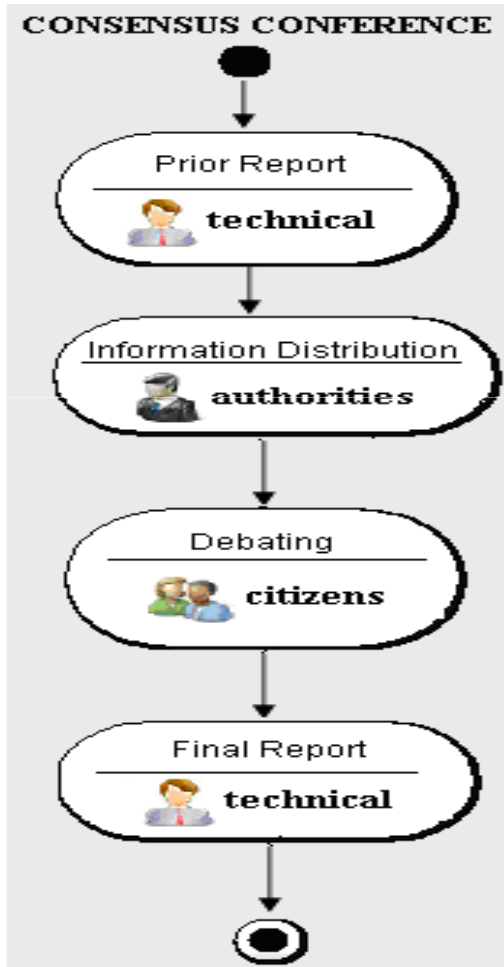 CONSENSUS CONFERENCE
Prior Report
technical
Information Distribution
authorities
Debating
citizens
Final Report
technical